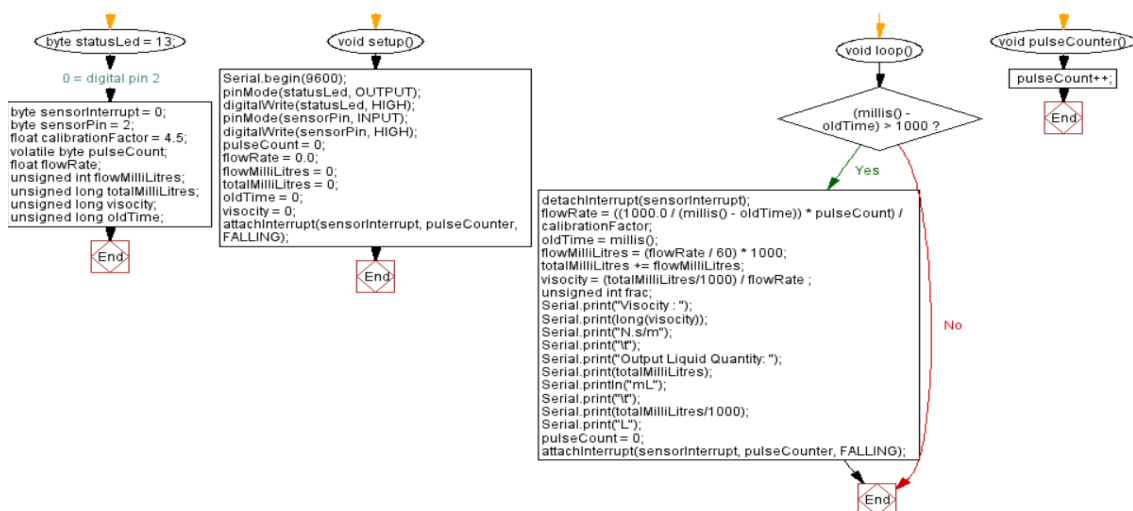 byte statusLed = 13;
0 = digital pin 2
byte sensorInterrupt = 0;
byte sensorPin = 2;
float calibrationFactor = 4.5;
volatile byte pulseCount;
float flowRate;
unsigned int flowMilliLitres;
unsigned long totalMilliLitres;
unsigned long visocity;
unsigned long oldTime;
End
void setup()
Serial.begin(9600);
pinMode(statusLed, OUTPUT);
digitalWrite(statusLed, HIGH);
pinMode(sensorPin, INPUT);
digitalWrite(sensorPin, HIGH);
pulseCount = 0;
flowRate = 0.0;
flowMilliLitres = 0;
totalMilliLitres = 0;
oldTime = 0;
visocity = 0;
attachInterrupt(sensorInterrupt, pulseCounter,
FALLING);
End
void loop()
(millis() -
oldTime) > 1000 ?
Yes
No
detachInterrupt(sensorInterrupt);
flowRate = ((1000.0 / (millis() - oldTime)) * pulseCount) /
calibrationFactor;
oldTime = millis();
flowMilliLitres = (flowRate / 60) * 1000;
totalMilliLitres += flowMilliLitres;
visocity = (totalMilliLitres/1000) / flowRate ;
unsigned int frac;
Serial.print("Visocity : ");
Serial.print(long(visocity));
Serial.print("N.s/m");
Serial.print("\t");
Serial.print("Output Liquid Quantity: ");
Serial.print(totalMilliLitres);
Serial.println("mL");
Serial.print("\t");
Serial.print(totalMilliLitres/1000);
Serial.print("L");
pulseCount = 0;
attachInterrupt(sensorInterrupt, pulseCounter, FALLING);
End
void pulseCounter()
pulseCount++;
End